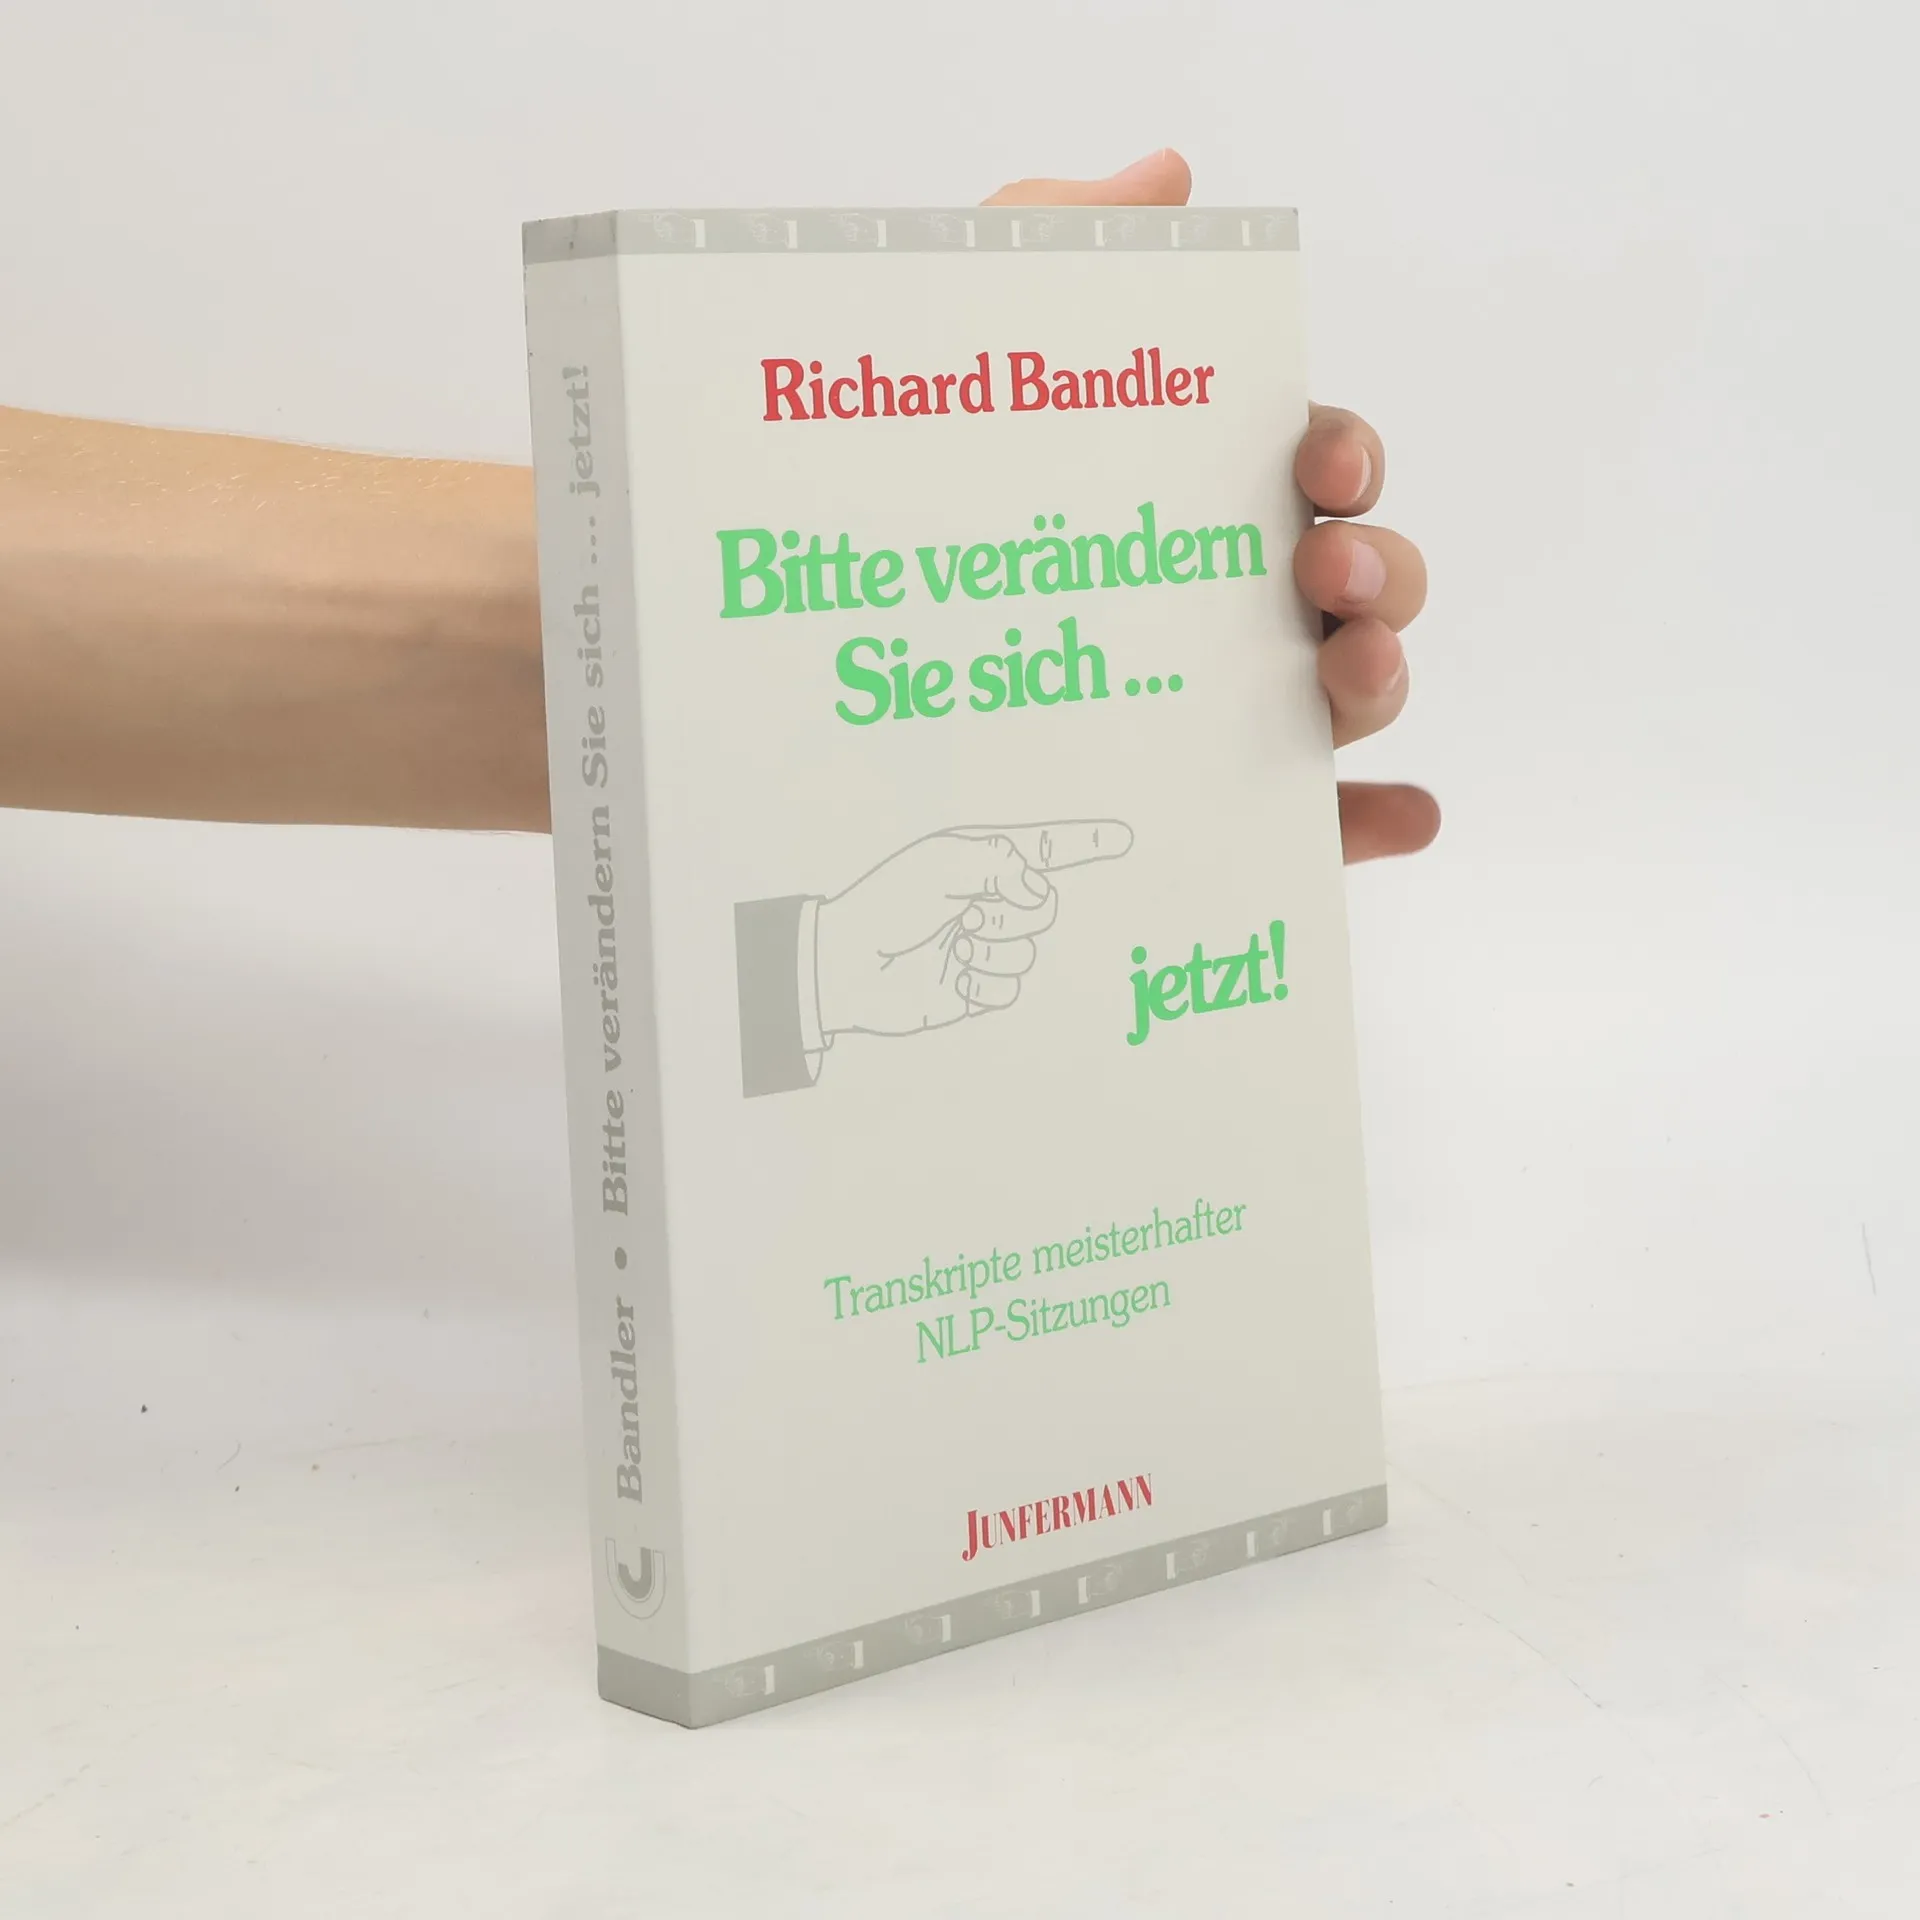 Richard Bandler
Bitte verändern
Sie sich ...
jetzt!
Transkripte meisterhafter
NLP-Sitzungen
JUNFERMANN
Bandler • Bitte verändern Sie sich ... jetzt!